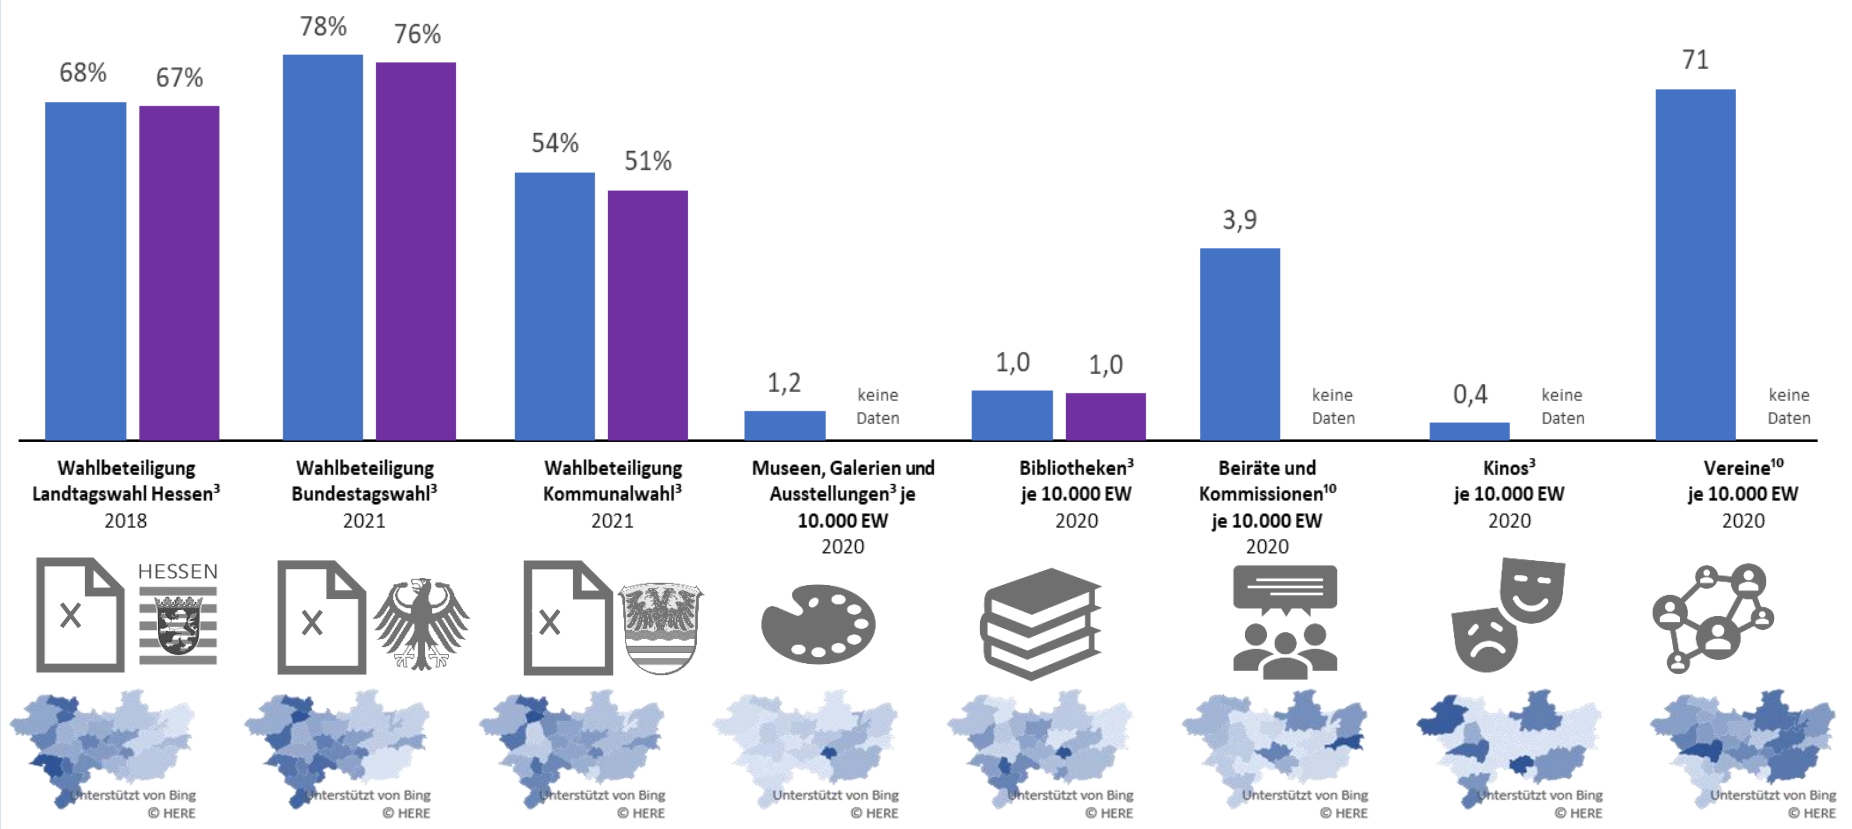 68%
67%
78%
76%
54%
51%
1,2
keine
Daten
1,0
1,0
3,9
keine
Daten
0,4
keine
Daten
71
keine
Daten
Wahlbeteiligung
Landtagswahl Hessen³
2018
Wahlbeteiligung
Bundestagswahl³
2021
Wahlbeteiligung
Kommunalwahl³
2021
Museen, Galerien und
Ausstellungen³ je
10.000 EW
2020
Bibliotheken³
je 10.000 EW
2020
Beiräte und
Kommissionen¹⁰
je 10.000 EW
2020
Kinos³
je 10.000 EW
2020
Vereine¹⁰
je 10.000 EW
2020
X
HESSEN
X
X
Unterstützt von Bing
© HERE
Unterstützt von Bing
© HERE
Unterstützt von Bing
© HERE
Unterstützt von Bing
© HERE
Unterstützt von Bing
© HERE
Unterstützt von Bing
© HERE
Unterstützt von Bing
© HERE
Unterstützt von Bing
© HERE